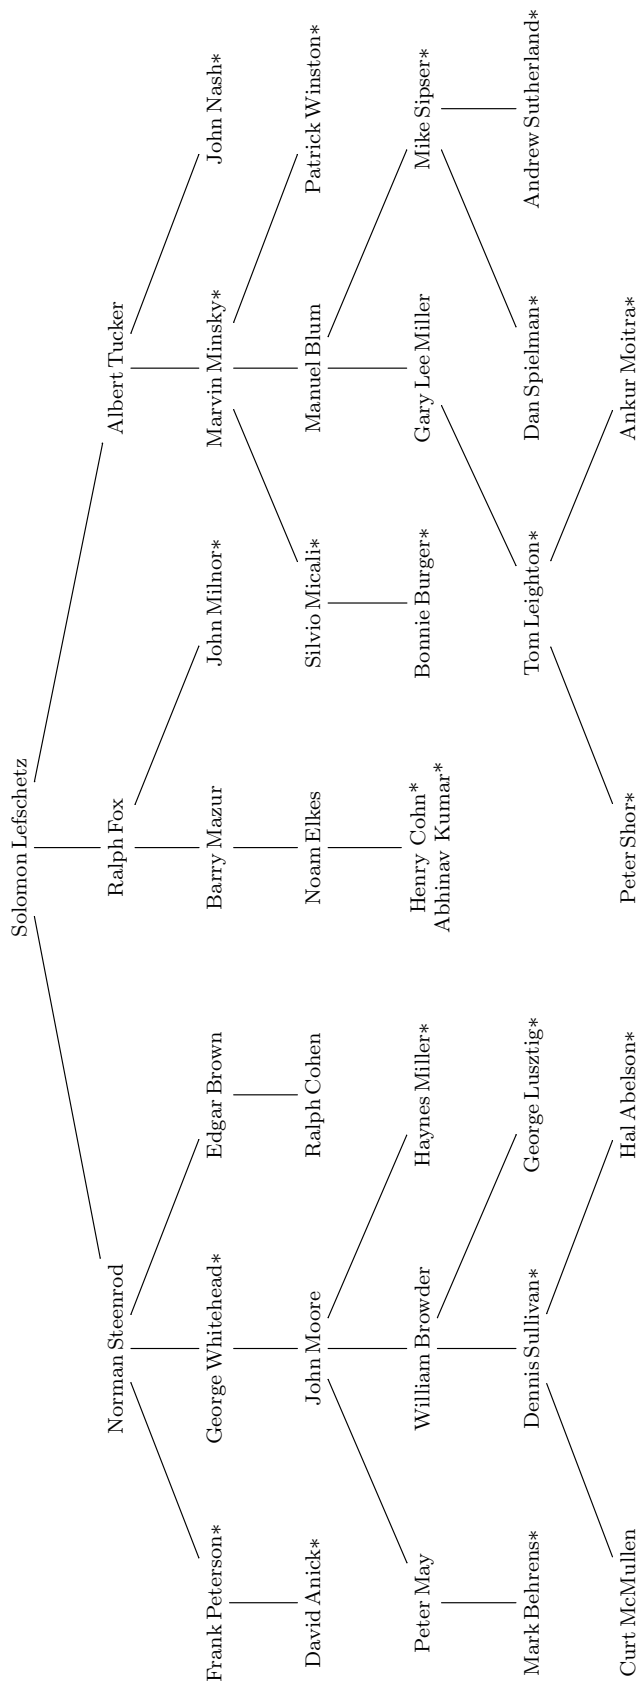 Solomon Lefschetz
Norman Steenrod
Ralph Fox
Albert Tucker
Frank Peterson*
George Whitehead*
Edgar Brown
Barry Mazur
John Milnor*
Marvin Minsky*
John Nash*
David Anick*
John Moore
Ralph Cohen
Noam Elkes
Silvio Micali*
Manuel Blum
Patrick Winston*
Peter May
William Browder
Haynes Miller*
Henry Cohn*
Abhinav Kumar*
Bonnie Burger*
Gary Lee Miller
Mike Sipser*
Mark Behrens*
Dennis Sullivan*
George Lusztig*
Tom Leighton*
Dan Spielman*
Andrew Sutherland*
Curt McMullen
Hal Abelson*
Peter Shor*
Ankur Moitra*